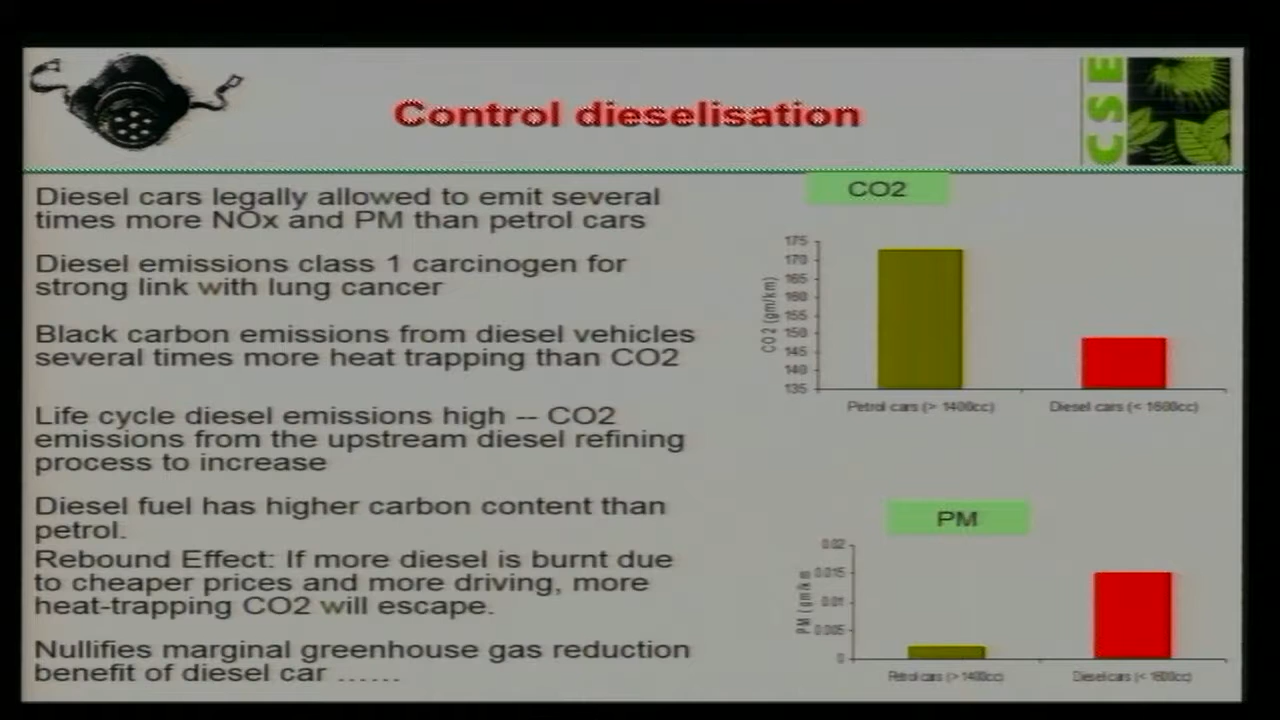 Control dieselisation
CSE
Diesel cars legally allowed to emit several
times more NOx and PM than petrol cars
Diesel emissions class 1 carcinogen for
strong link with lung cancer
Black carbon emissions from diesel vehicles
several times more heat trapping than CO2
Life cycle diesel emissions high -- CO2
emissions from the upstream diesel refining
process to increase
Diesel fuel has higher carbon content than
petrol.
Rebound Effect: If more diesel is burnt due
to cheaper prices and more driving, more
heat-trapping CO2 will escape.
Nullifies marginal greenhouse gas reduction
benefit of diesel car ......
CO2
CO2 (gm/km)
175
170
165
160
155
150
145
140
135
Petrol cars (> 1400cc)
Diesel cars (< 1600cc)
PM
PM (
0.02
0.015
0.01
0.005
0
Petrol cars (> 1400cc)
Diesel cars (< 1600cc)